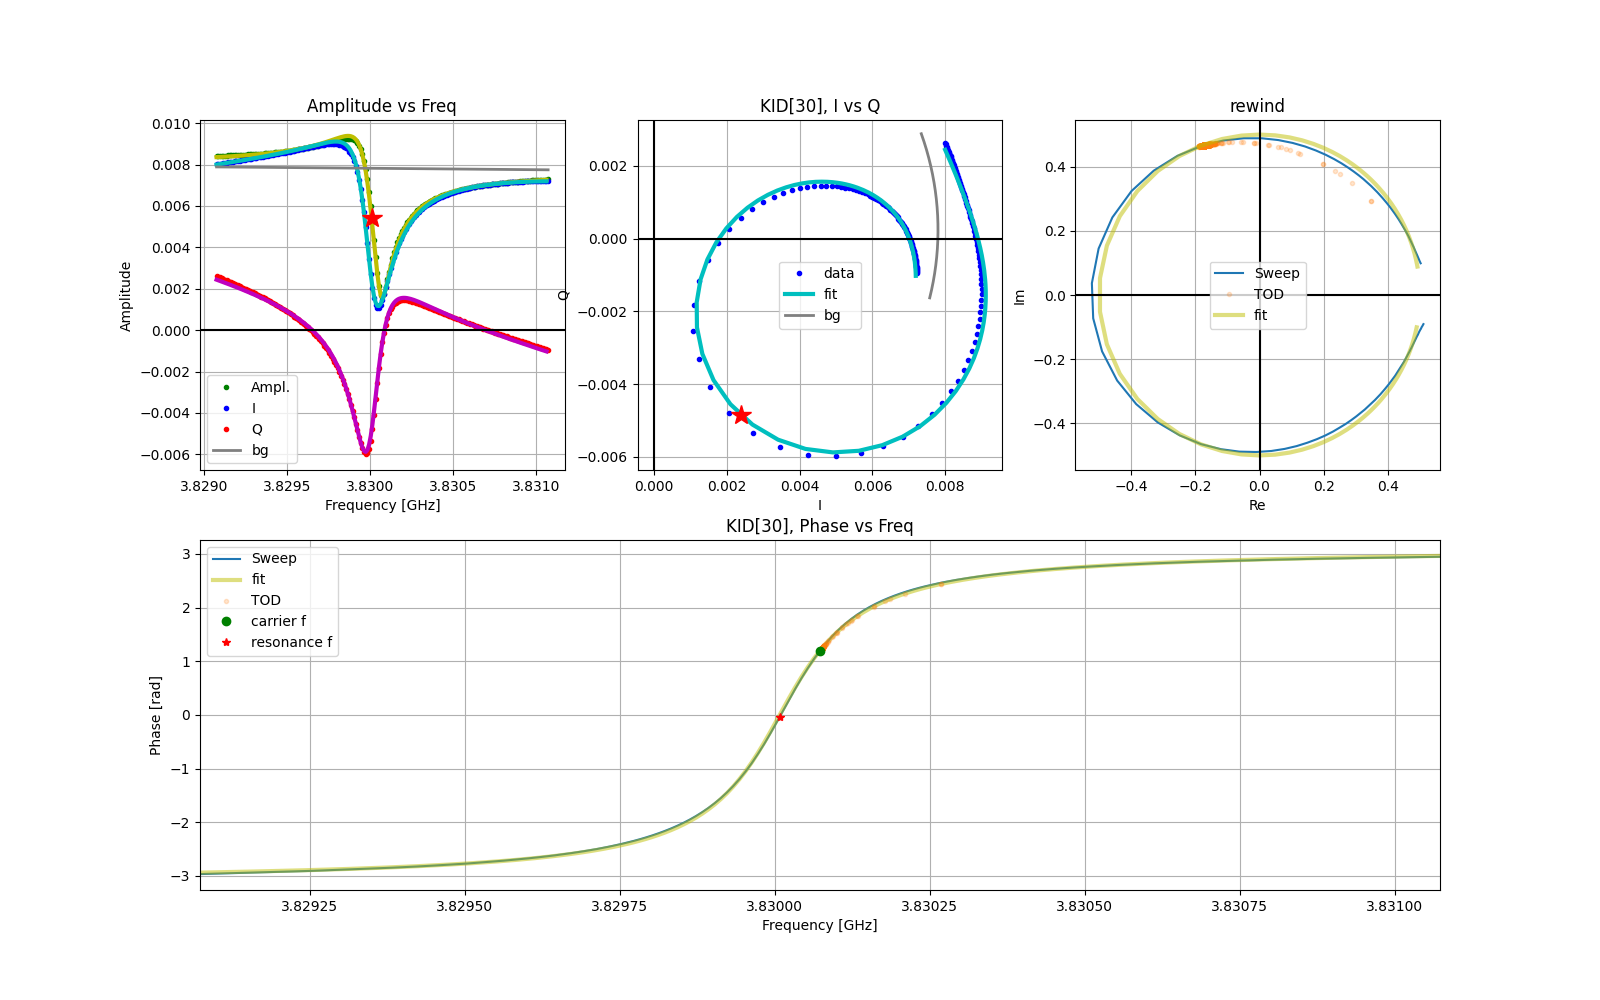 Amplitude vs Freq
0.010
0.008
0.006
0.004
0.002
0.000
−0.002
−0.004
−0.006
Amplitude
Ampl.
I
Q
bg
3.8290
3.8295
3.8300
3.8305
3.8310
Frequency [GHz]
KID[30], I vs Q
0.002
0.000
−0.002
−0.004
−0.006
Q
data
fit
bg
0.000
0.002
0.004
0.006
0.008
I
rewind
0.4
0.2
0.0
−0.2
−0.4
Im
Sweep
TOD
fit
−0.4
−0.2
0.0
0.2
0.4
Re
KID[30], Phase vs Freq
3
2
1
0
−1
−2
−3
Phase [rad]
Sweep
fit
TOD
carrier f
resonance f
3.82925
3.82950
3.82975
3.83000
3.83025
3.83050
3.83075
3.83100
Frequency [GHz]